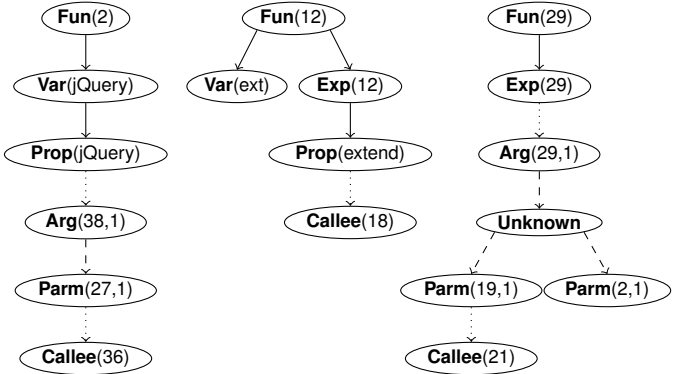 Fun(2)
Fun(12)
Fun(29)
Var(jQuery)
Var(ext)
Exp(12)
Exp(29)
Prop(jQuery)
Prop(extend)
Arg(29,1)
Arg(38,1)
Callee(18)
Unknown
Parm(27,1)
Parm(19,1)
Parm(2,1)
Callee(36)
Callee(21)